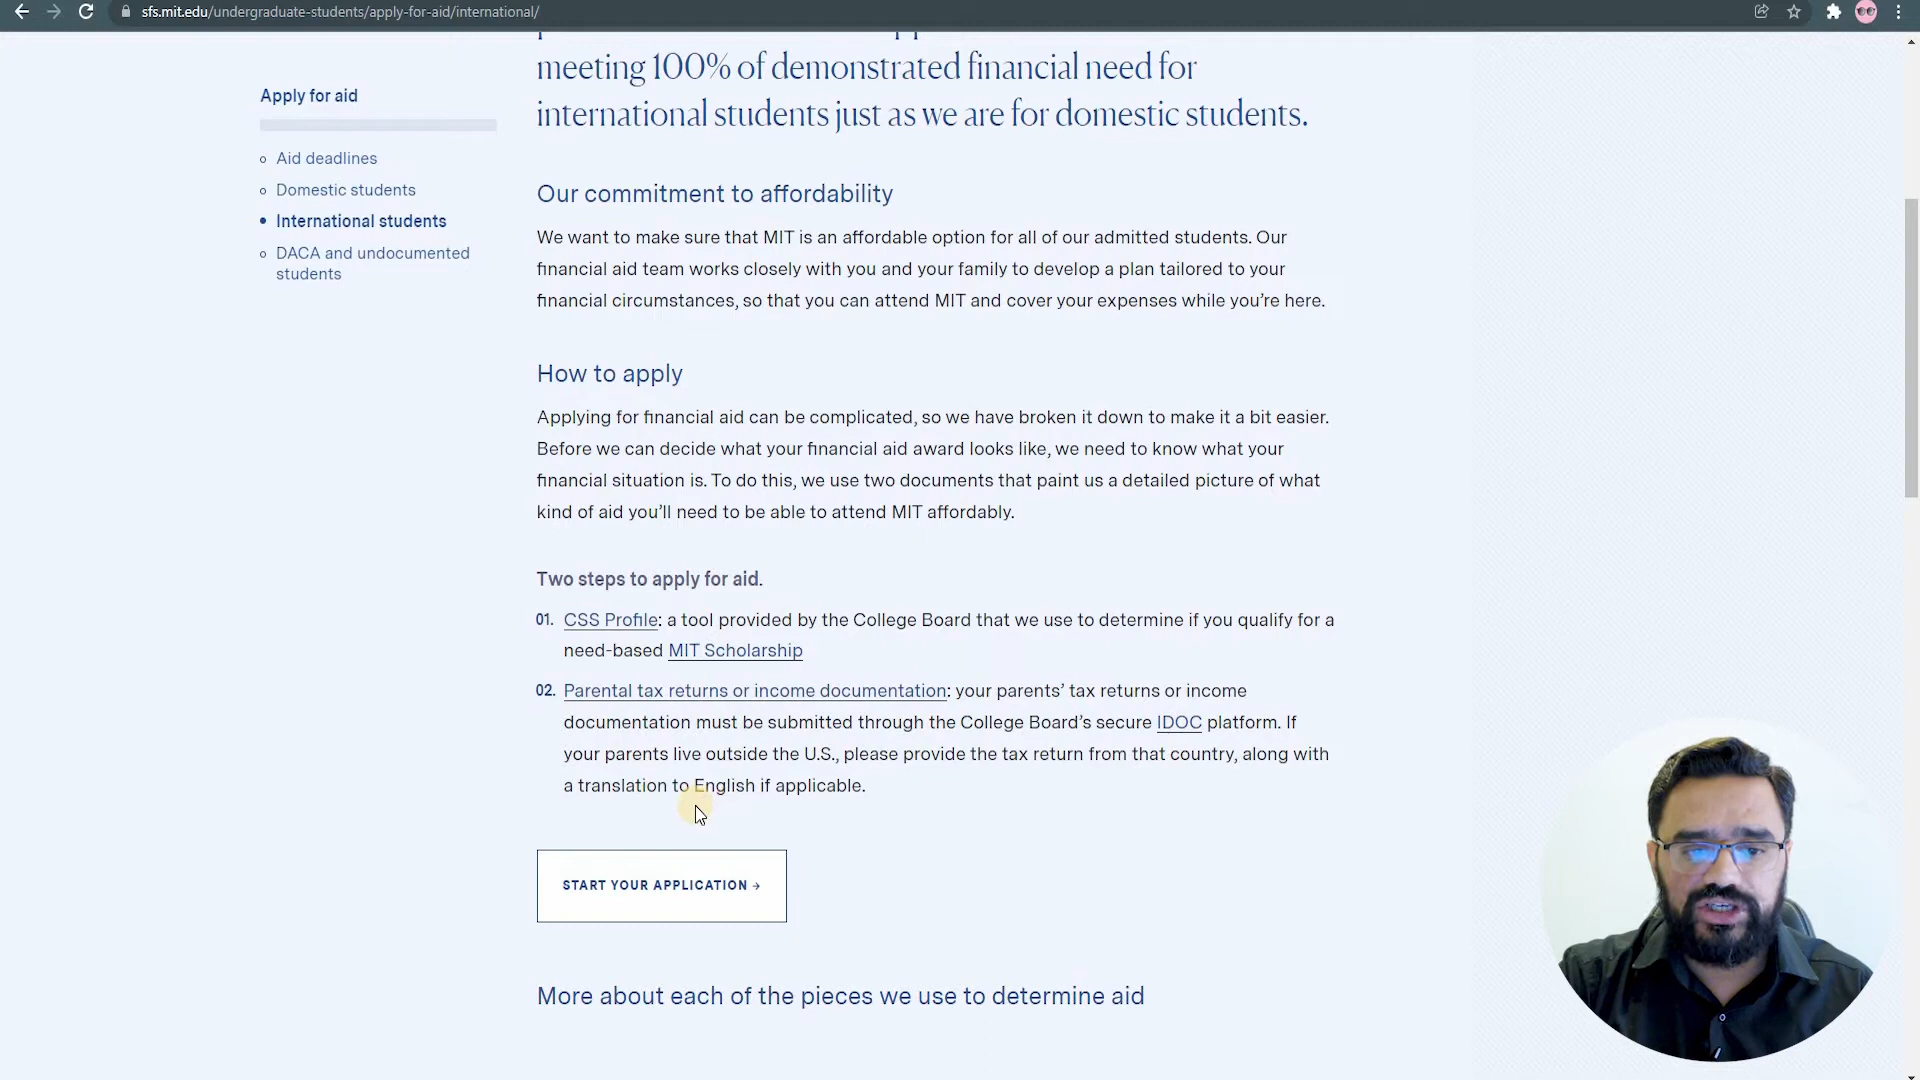 sfs.mit.edu/undergraduate-students/apply-for-aid/international/
meeting 100% of demonstrated financial need for
international students just as we are for domestic students.
Apply for aid
Aid deadlines
Domestic students
International students
DACA and undocumented
students
Our commitment to affordability
We want to make sure that MIT is an affordable option for all of our admitted students. Our
financial aid team works closely with you and your family to develop a plan tailored to your
financial circumstances, so that you can attend MIT and cover your expenses while you’re here.
How to apply
Applying for financial aid can be complicated, so we have broken it down to make it a bit easier.
Before we can decide what your financial aid award looks like, we need to know what your
financial situation is. To do this, we use two documents that paint us a detailed picture of what
kind of aid you’ll need to be able to attend MIT affordably.
Two steps to apply for aid.
01. CSS Profile: a tool provided by the College Board that we use to determine if you qualify for a
need-based MIT Scholarship
02. Parental tax returns or income documentation: your parents’ tax returns or income
documentation must be submitted through the College Board’s secure IDOC platform. If
your parents live outside the U.S., please provide the tax return from that country, along with
a translation to English if applicable.
START YOUR APPLICATION →
More about each of the pieces we use to determine aid